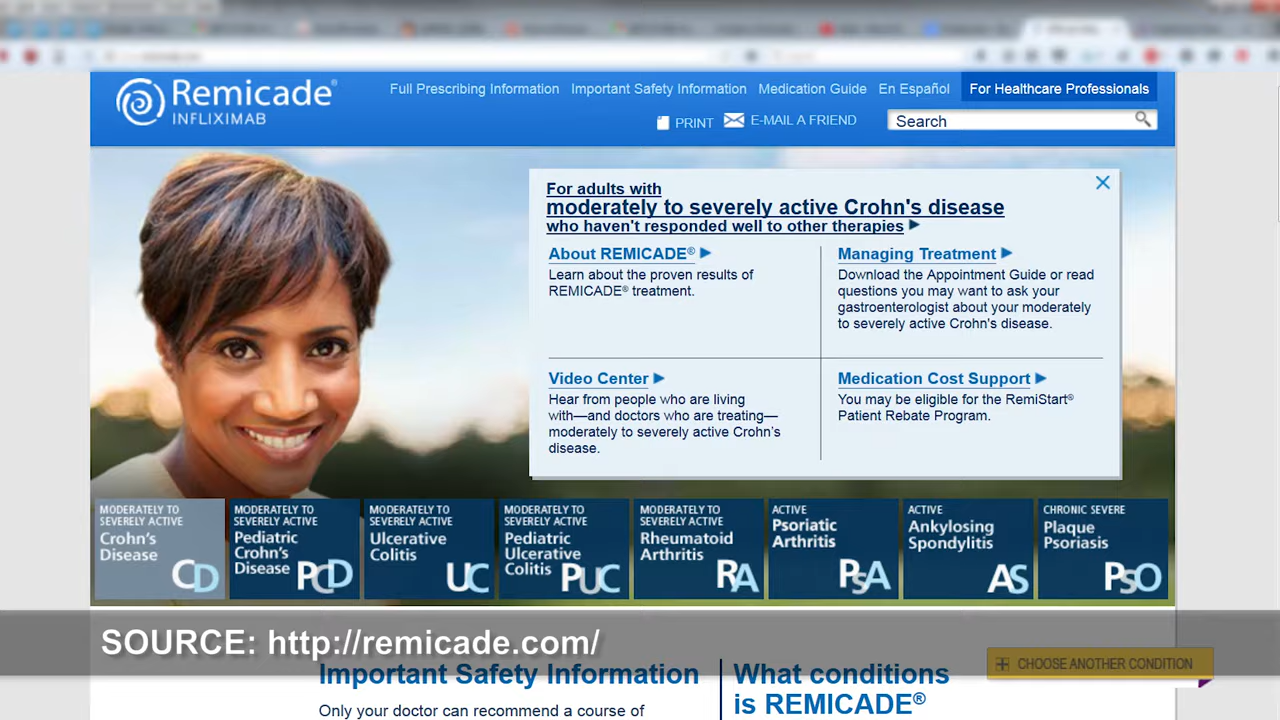 Remicade®
INFLIXIMAB
Full Prescribing Information
Important Safety Information
Medication Guide
En Español
For Healthcare Professionals
PRINT
E-MAIL A FRIEND
Search
For adults with
moderately to severely active Crohn's disease
who haven't responded well to other therapies
About REMICADE®
Learn about the proven results of
REMICADE® treatment.
Managing Treatment
Download the Appointment Guide or read
questions you may want to ask your
gastroenterologist about your moderately
to severely active Crohn's disease.
Video Center
Hear from people who are living
with—and doctors who are treating—
moderately to severely active Crohn's
disease.
Medication Cost Support
You may be eligible for the RemiStart®
Patient Rebate Program.
MODERATELY TO
SEVERELY ACTIVE
Crohn's
Disease
CD
MODERATELY TO
SEVERELY ACTIVE
Pediatric
Crohn's
Disease
PCD
MODERATELY TO
SEVERELY ACTIVE
Ulcerative
Colitis
UC
MODERATELY TO
SEVERELY ACTIVE
Pediatric
Ulcerative
Colitis
PUC
MODERATELY TO
SEVERELY ACTIVE
Rheumatoid
Arthritis
RA
ACTIVE
Psoriatic
Arthritis
PsA
ACTIVE
Ankylosing
Spondylitis
AS
CHRONIC SEVERE
Plaque
Psoriasis
PsO
SOURCE: http://remicade.com/
CHOOSE ANOTHER CONDITION
Important Safety Information
Only your doctor can recommend a course of
What conditions
is REMICADE®